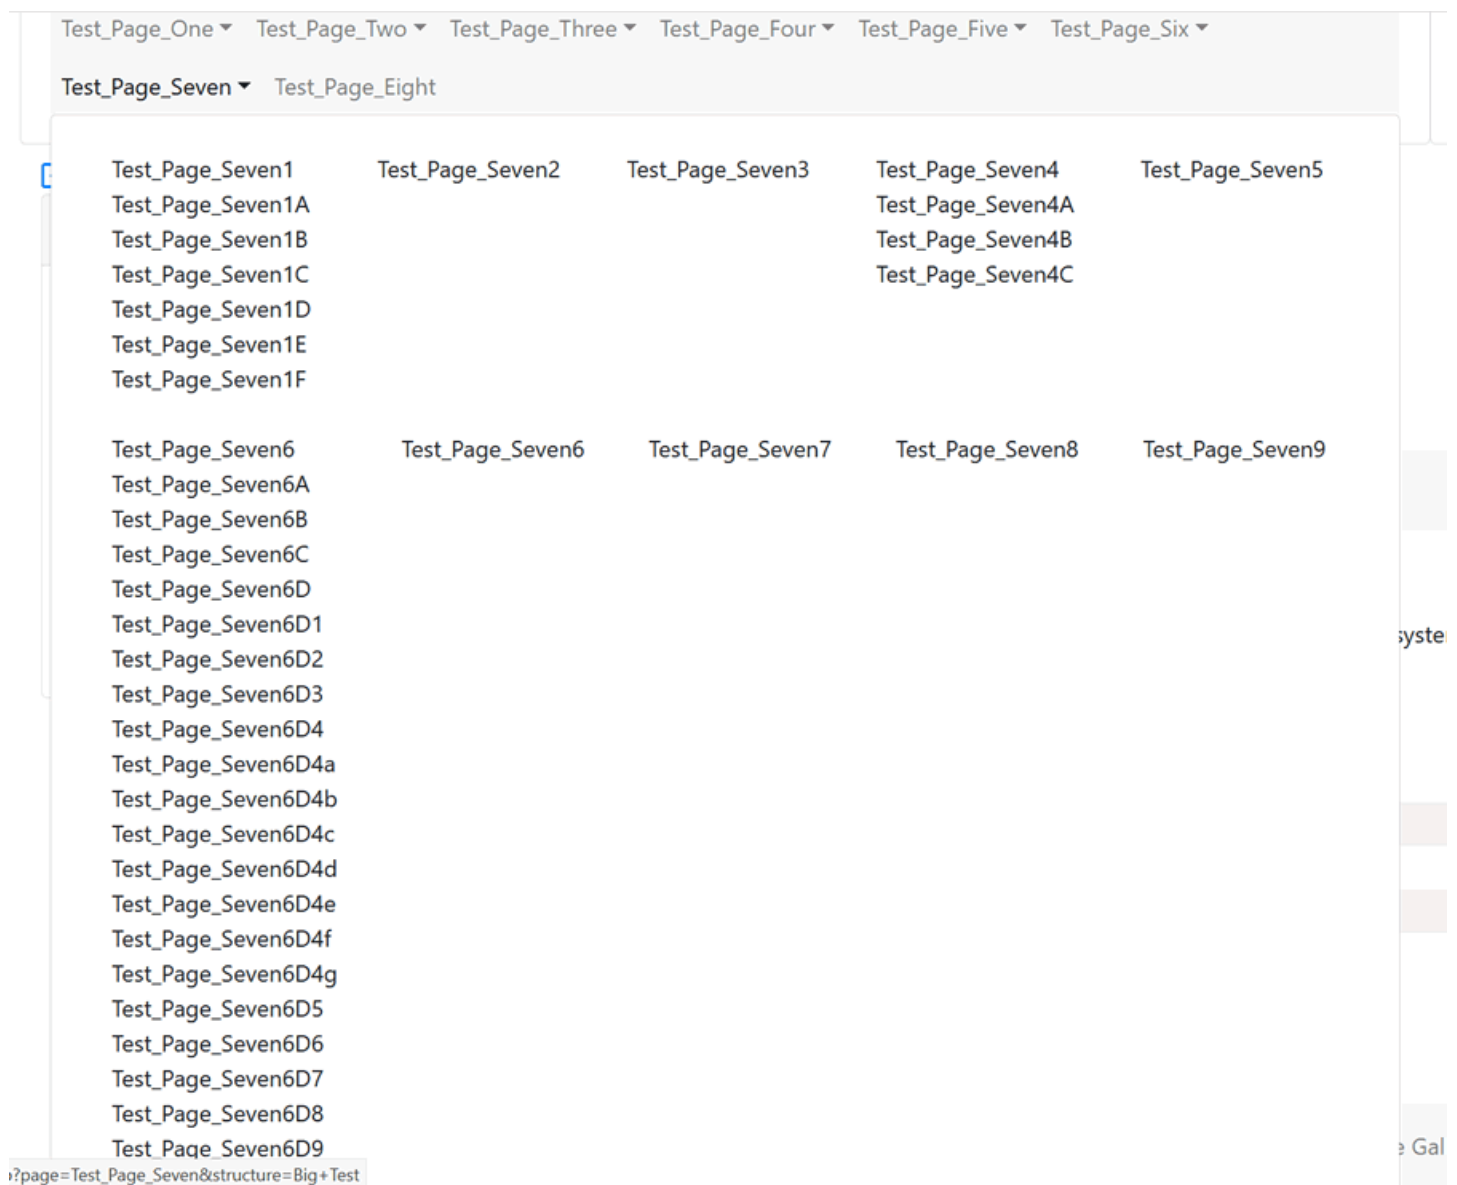 Test_Page_One Test_Page_Two Test_Page_Three Test_Page_Four Test_Page_Five Test_Page_Six
Test_Page_Seven Test_Page_Eight
Test_Page_Seven1 Test_Page_Seven2 Test_Page_Seven3 Test_Page_Seven4 Test_Page_Seven5
Test_Page_Seven1A Test_Page_Seven4A
Test_Page_Seven1B Test_Page_Seven4B
Test_Page_Seven1C Test_Page_Seven4C
Test_Page_Seven1D
Test_Page_Seven1E
Test_Page_Seven1F
Test_Page_Seven6 Test_Page_Seven6 Test_Page_Seven7 Test_Page_Seven8 Test_Page_Seven9
Test_Page_Seven6A
Test_Page_Seven6B
Test_Page_Seven6C
Test_Page_Seven6D
Test_Page_Seven6D1
syste
Test_Page_Seven6D2
Test_Page_Seven6D3
Test_Page_Seven6D4
Test_Page_Seven6D4a
Test_Page_Seven6D4b
Test_Page_Seven6D4c
Test_Page_Seven6D4d
Test_Page_Seven6D4e
Test_Page_Seven6D4f
Test_Page_Seven6D4g
Test_Page_Seven6D5
Test_Page_Seven6D6
Test_Page_Seven6D7
Test_Page_Seven6D8
Test_Page_Seven6D9 e Gal
?page=Test_Page_Seven&structure=Big+Test